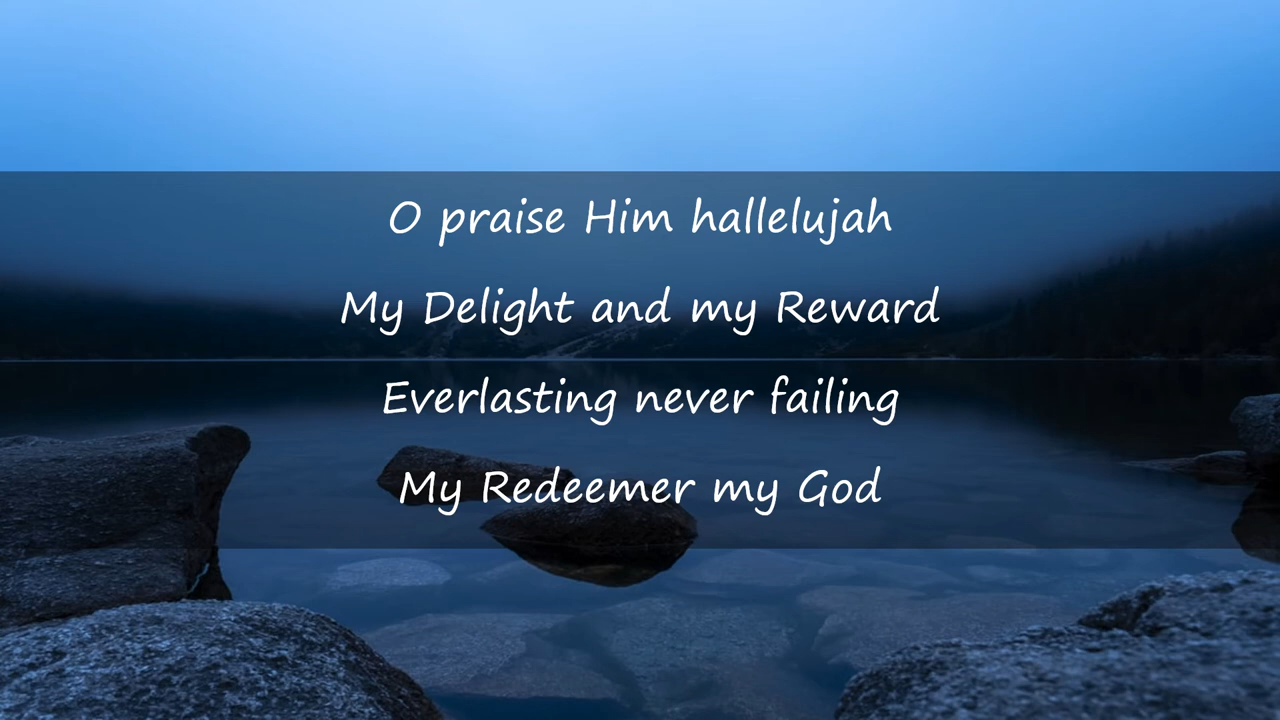 O praise Him hallelujah
My Delight and my Reward
Everlasting never failing
My Redeemer my God